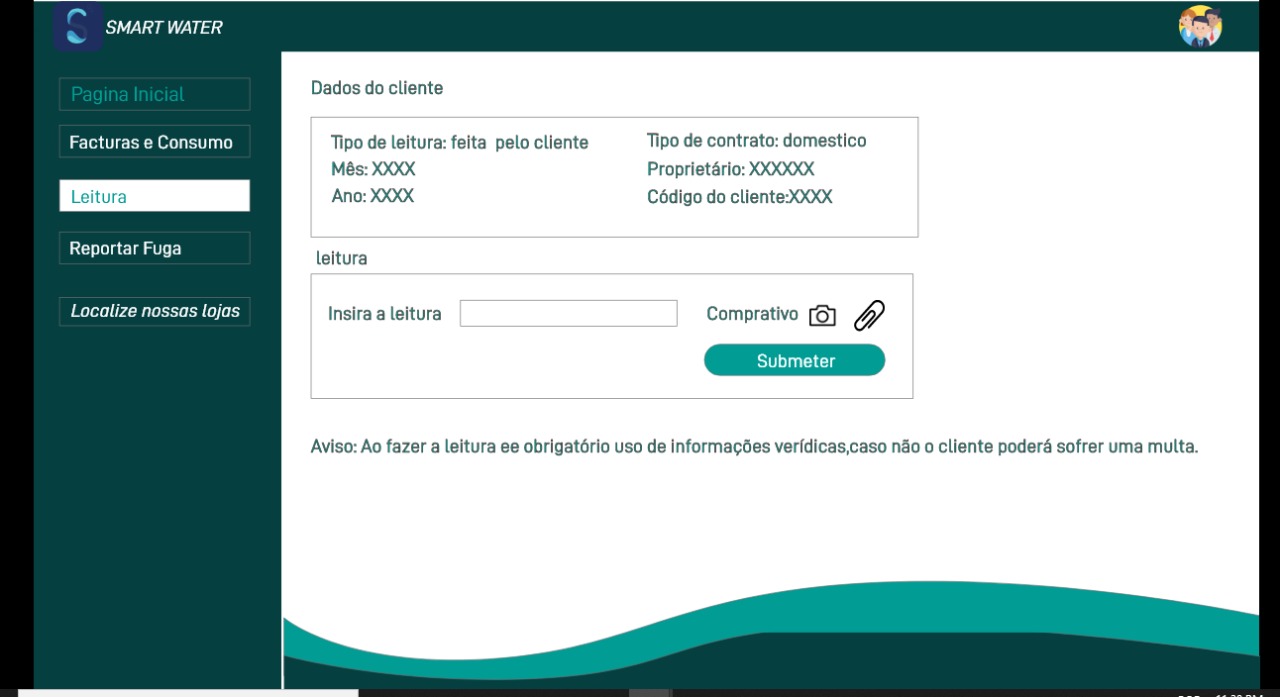 SMART WATER
Pagina Inicial
Facturas e Consumo
Leitura
Reportar Fuga
Localize nossas lojas
Dados do cliente
Tipo de leitura: feita pelo cliente
Mês: XXXX
Ano: XXXX
Tipo de contrato: domestico
Proprietário: XXXXXX
Código do cliente:XXXX
leitura
Insira a leitura
Comprativo
Submeter
Aviso: Ao fazer a leitura ee obrigatório uso de informações verídicas,caso não o cliente poderá sofrer uma multa.